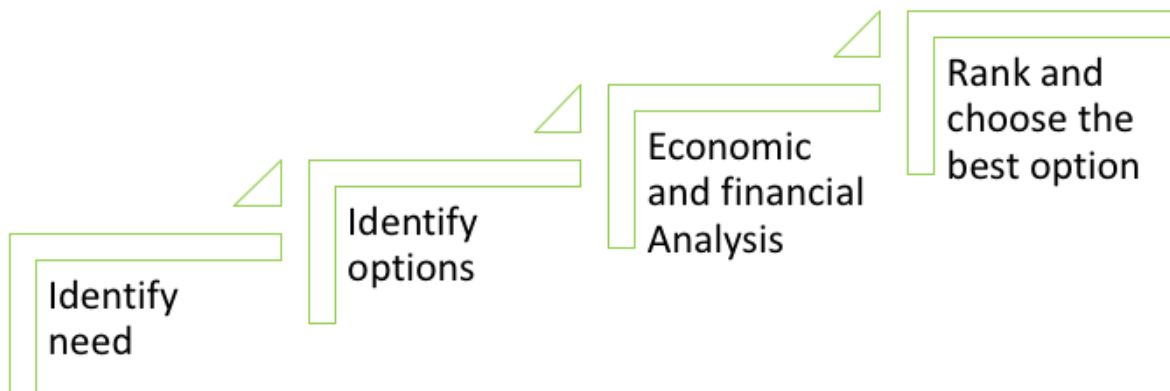 Identify
need
Identify
options
Economic
and financial
Analysis
Rank and
choose the
best option